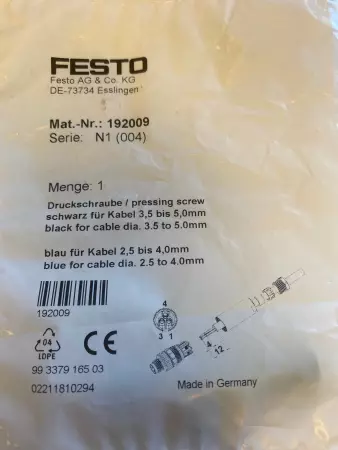 FESTO
Festo AG & Co. KG
DE-73734 Esslingen
Mat.-Nr.: 192009
Serie: N1 (004)
Menge: 1
Druckschraube / pressing screw
schwarz für Kabel 3,5 bis 5,0mm
black for cable dia. 3.5 to 5.0mm
blau für Kabel 2,5 bis 4,0mm
blue for cable dia. 2.5 to 4.0mm
192009
4
3 1
4
12
04
LDPE
CE
99 3379 165 03
02211810294
Made in Germany